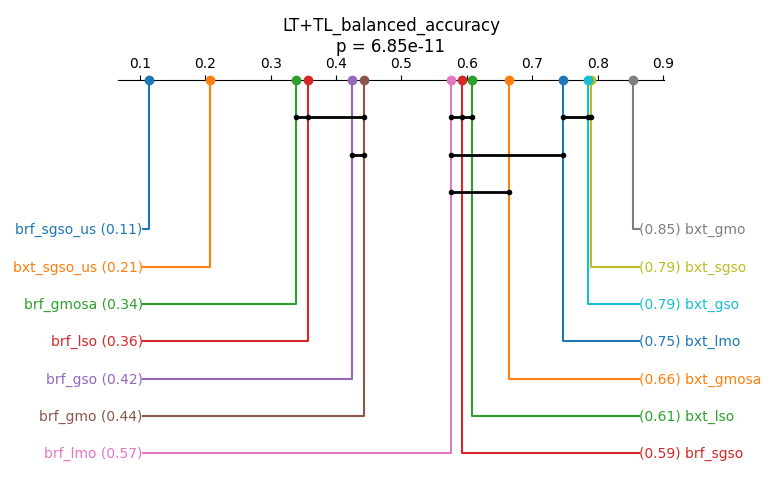 LT+TL_balanced_accuracy
p = 6.85e-11
0.1 0.2 0.3 0.4 0.5 0.6 0.7 0.8 0.9
brf_sgso_us (0.11) (0.85) bxt_gmo
bxt_sgso_us (0.21) (0.79) bxt_sgso
brf_gmosa (0.34) (0.79) bxt_gso
brf_lso (0.36) (0.75) bxt_lmo
brf_gso (0.42) (0.66) bxt_gmosa
brf_gmo (0.44) (0.61) bxt_lso
brf_lmo (0.57) (0.59) brf_sgso